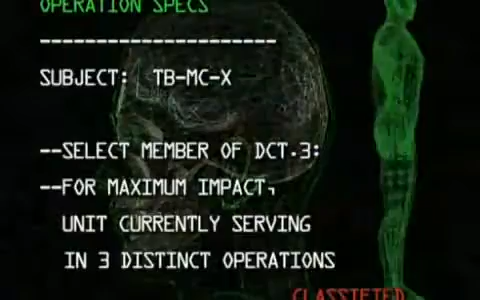 OPERATION SPECS
---------------------
SUBJECT: TB-MC-X
--SELECT MEMBER OF DCT.3:
--FOR MAXIMUM IMPACT,
UNIT CURRENTLY SERVING
IN 3 DISTINCT OPERATIONS
CLASSIFIED